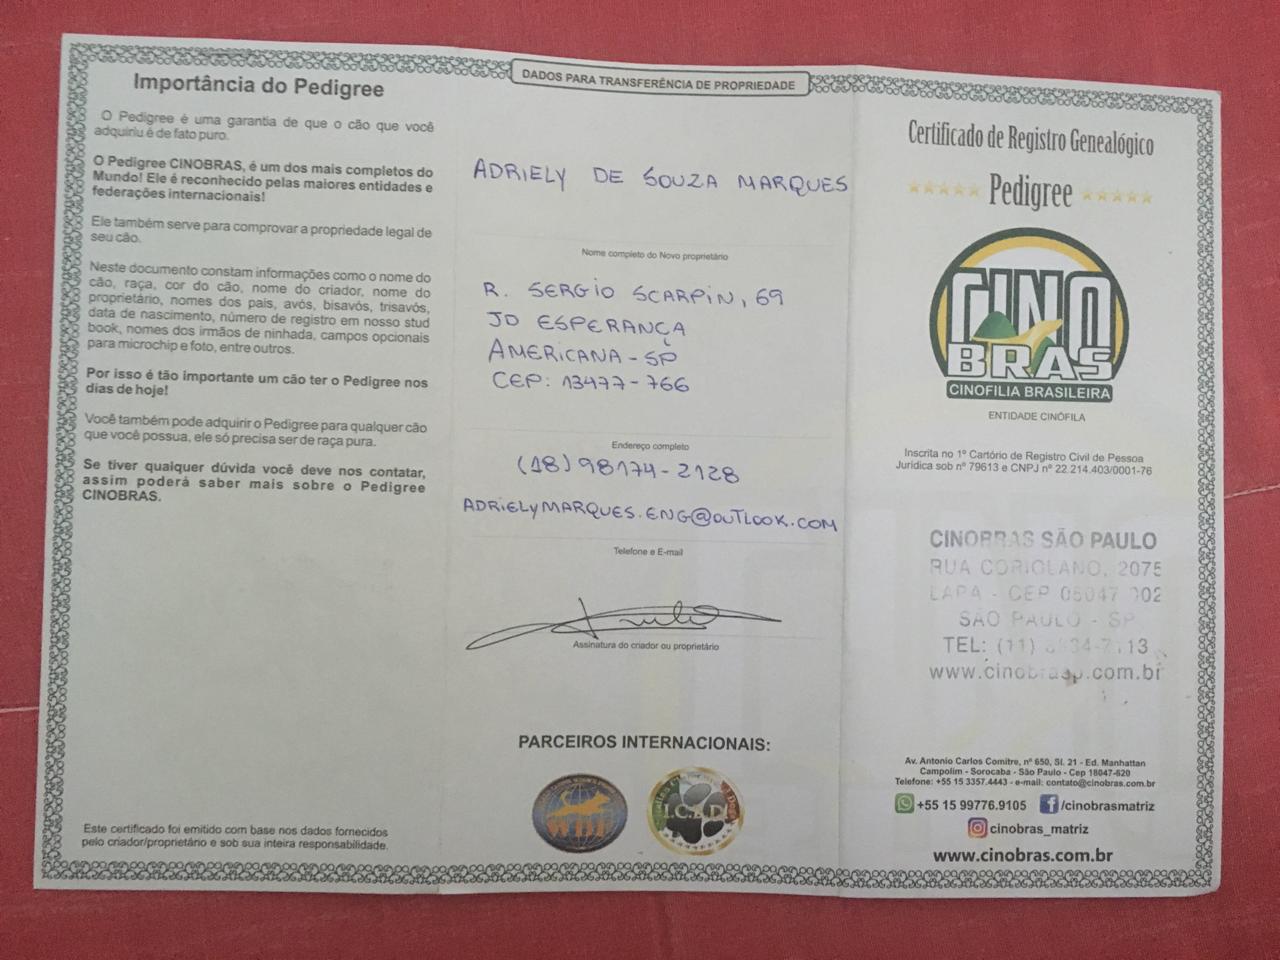 Importância do Pedigree
O Pedigree é uma garantia de que o cão que você
adquiriu é de fato puro.
O Pedigree CINOBRAS, é um dos mais completos do
Mundo! Ele é reconhecido pelas maiores entidades e
federações internacionais!
Ele também serve para comprovar a propriedade legal de
seu cão.
Neste documento constam informações como o nome do
cão, raça, cor do cão, nome do criador, nome do
proprietário, nomes dos pais, avós, bisavós, trisavós,
data de nascimento, número de registro em nosso stud
book, nomes dos irmãos de ninhada, campos opcionais
para microchip e foto, entre outros.
Por isso é tão importante um cão ter o Pedigree nos
dias de hoje!
Você também pode adquirir o Pedigree para qualquer cão
que você possua, ele só precisa ser de raça pura.
Se tiver qualquer dúvida você deve nos contatar,
assim poderá saber mais sobre o Pedigree
CINOBRAS.
Este certificado foi emitido com base nos dados fornecidos
pelo criador/proprietário e sob sua inteira responsabilidade.
DADOS PARA TRANSFERÊNCIA DE PROPRIEDADE
ADRIELY DE SOUZA MARQUES
Nome completo do Novo proprietário
R. SERGIO SCARPIN, 69
JD ESPERANÇA
AMERICANA - SP
CEP: 13477-766
Endereço completo
(18) 98174-2128
ADRIELYMARQUES.ENG@OUTLOOK.COM
Telefone e E-mail
Assinatura do criador ou proprietário
PARCEIROS INTERNACIONAIS:
WDF
I.C.B.D.
Certificado de Registro Genealógico
Pedigree
CINO
BRAS
CINOFILIA BRASILEIRA
ENTIDADE CINÓFILA
Inscrita no 1º Cartório de Registro Civil de Pessoa
Jurídica sob nº 79613 e CNPJ nº 22.214.403/0001-76
CINOBRAS SÃO PAULO
RUA CORIOLANO, 2075
LAPA - CEP 05047
SÃO PAULO - SP
TEL: (11)
www.cinobrasp.com.br
Av. Antonio Carlos Comitre, nº 650, Sl. 21 - Ed. Manhattan
Campolim - Sorocaba - São Paulo - Cep 18047-620
Telefone: +55 15 3357.4443 - e-mail: contato@cinobras.com.br
+55 15 99776.9105 /cinobrasmatriz
cinobras_matriz
www.cinobras.com.br